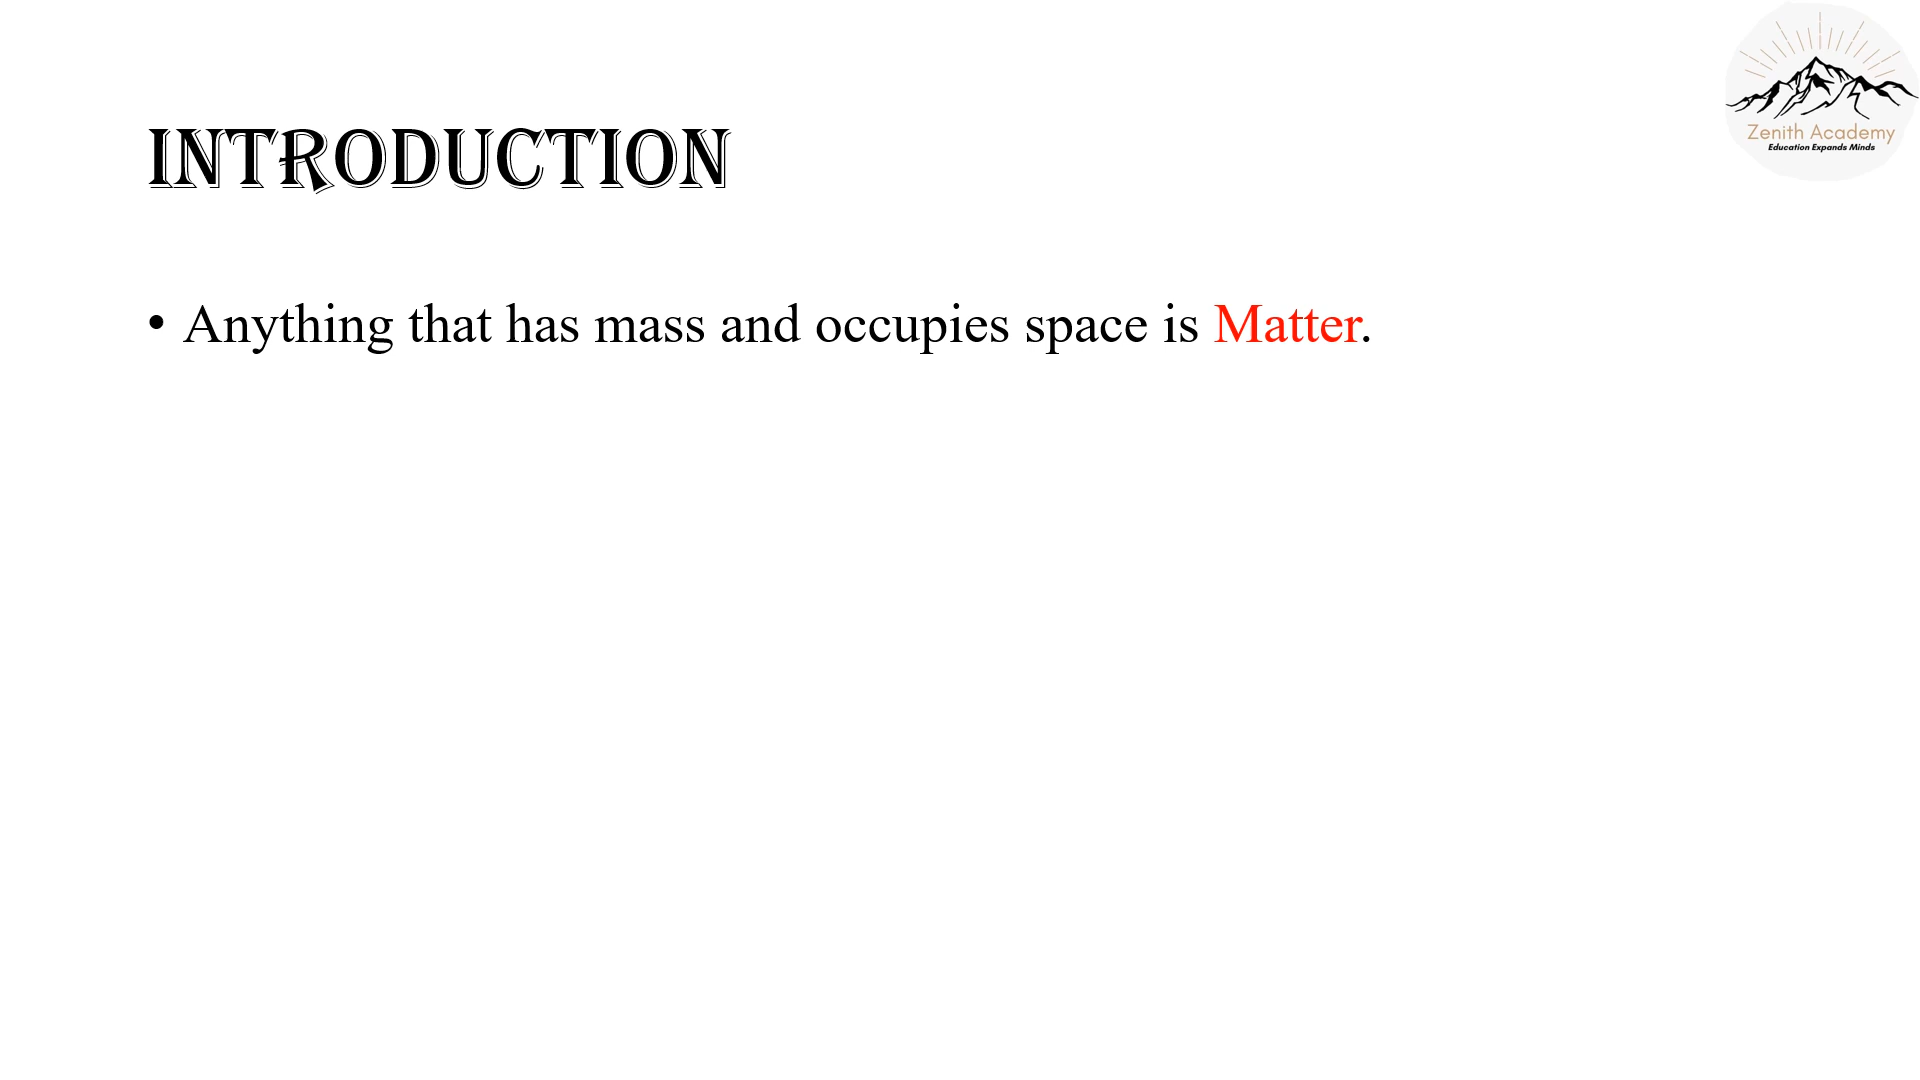 Zenith Academy
Education Expands Minds
INTRODUCTION
• Anything that has mass and occupies space is Matter.